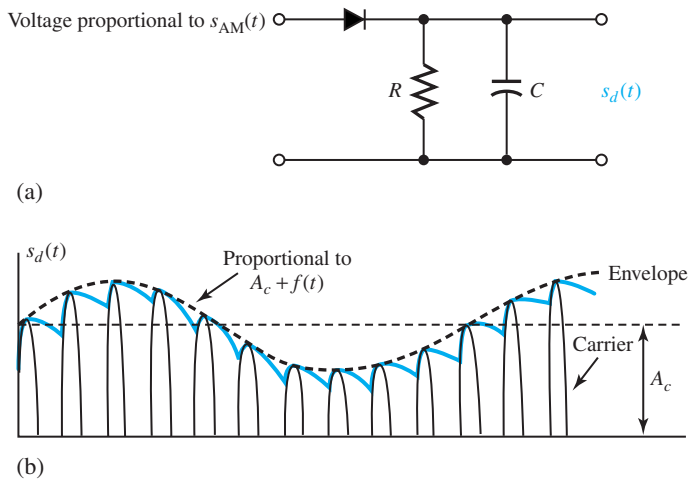 Voltage proportional to s_AM(t)
R
C
s_d(t)
(a)
s_d(t)
Proportional to
A_c + f(t)
Envelope
Carrier
A_c
(b)